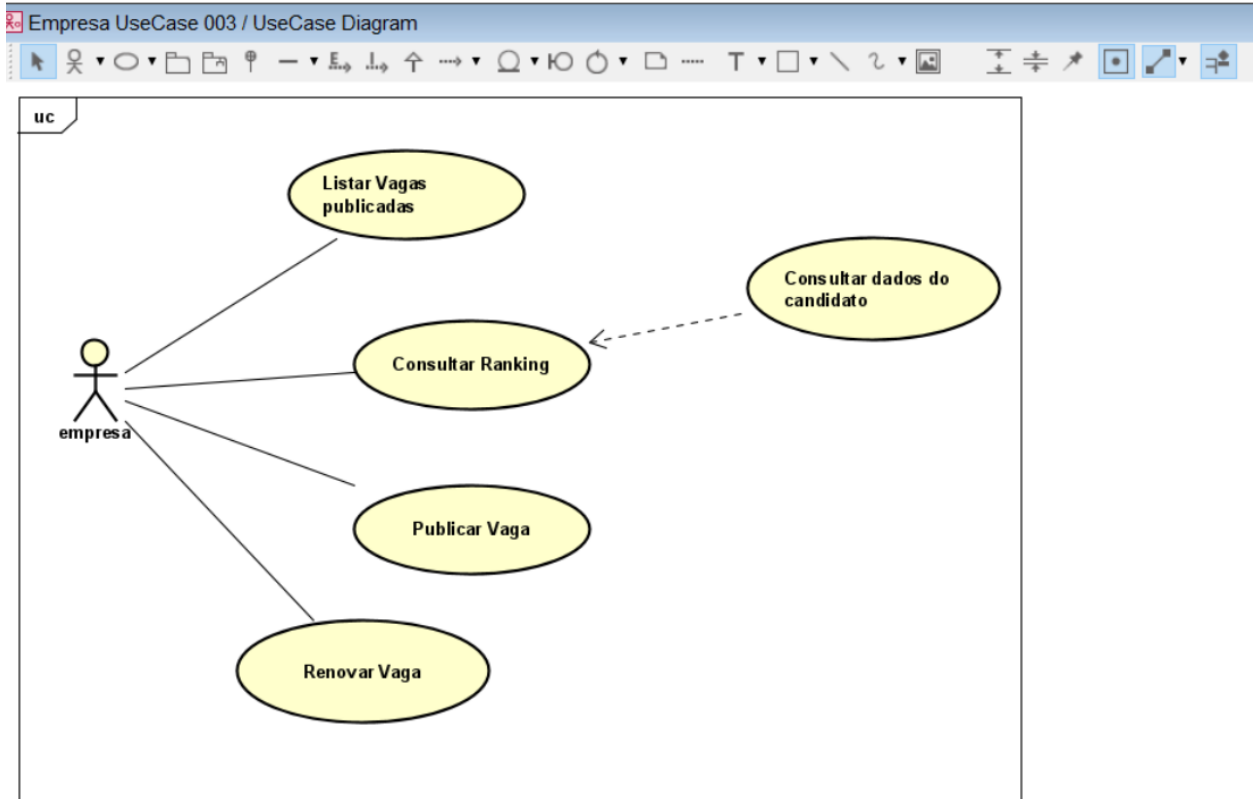 Empresa UseCase 003 / UseCase Diagram
uc
Listar Vagas
publicadas
Consultar dados do
candidato
Consultar Ranking
empresa
Publicar Vaga
Renovar Vaga